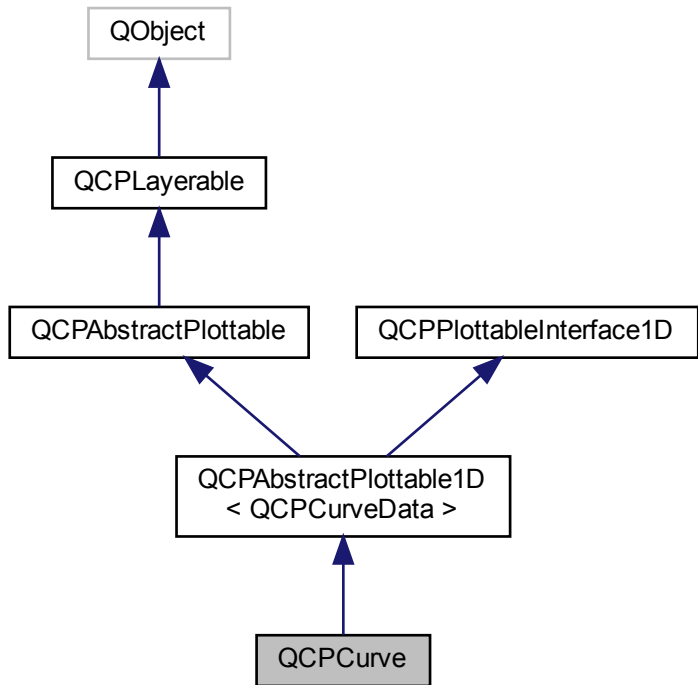 QObject
QCPLayerable
QCPAbstractPlottable
QCPPlottableInterface1D
QCPAbstractPlottable1D
< QCPCurveData >
QCPCurve